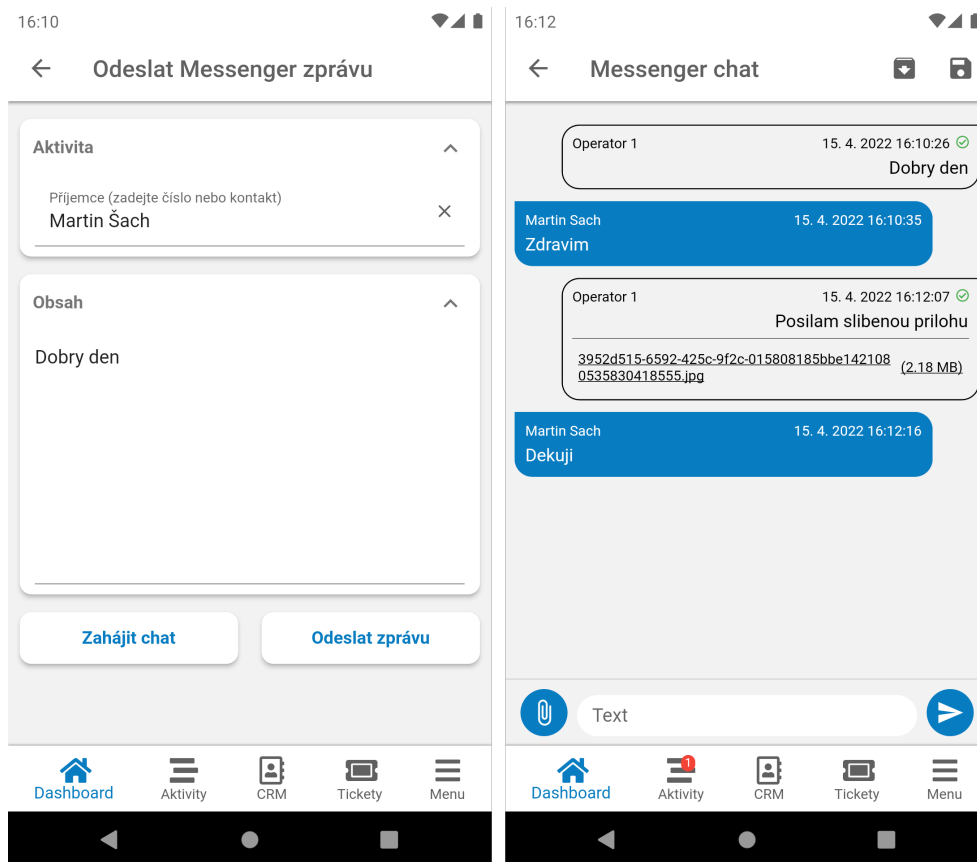 16:10
Odeslat Messenger zprávu
Aktivita
Příjemce (zadejte číslo nebo kontakt)
Martin Šach
Obsah
Dobry den
Zahájit chat
Odeslat zprávu
Dashboard
Aktivity
CRM
Tickety
Menu
16:12
Messenger chat
Operator 1 15. 4. 2022 16:10:26
Dobry den
Martin Sach 15. 4. 2022 16:10:35
Zdravim
Operator 1 15. 4. 2022 16:12:07
Posilam slibenou prilohu
3952d515-6592-425c-9f2c-015808185bbe142108
0535830418555.jpg
(2.18 MB)
Martin Sach 15. 4. 2022 16:12:16
Dekuji
Text
Dashboard
1
Aktivity
CRM
Tickety
Menu